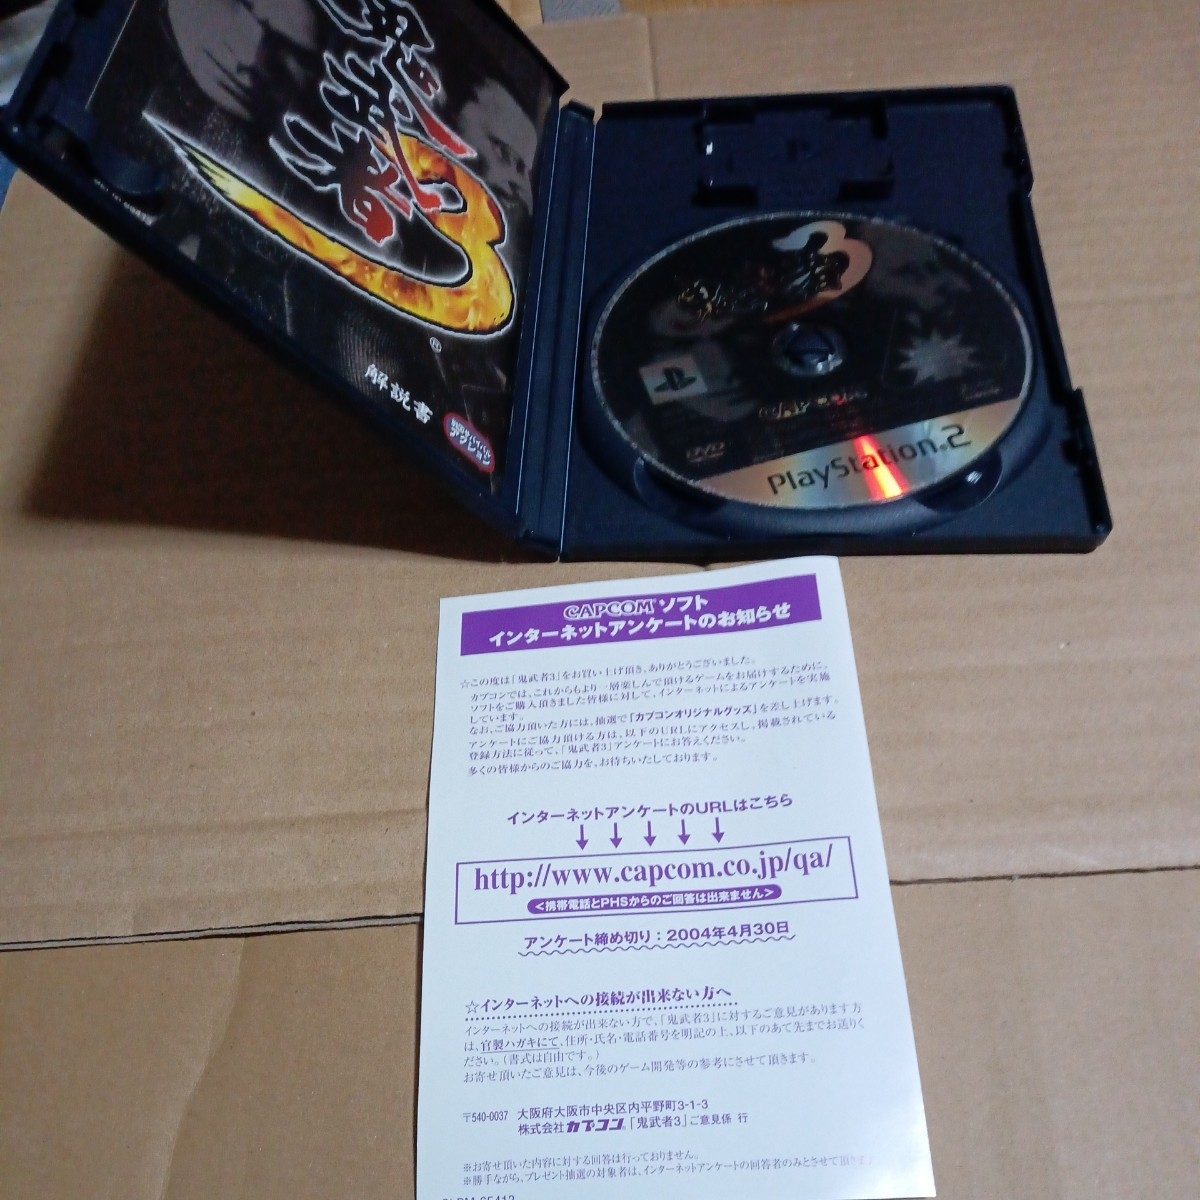 鬼武者
3
®
解説書
戦国サバイバル
アクション
鬼武者3
CAPCOM
DVD
PlayStation®2
CAPCOM ソフト
インターネットアンケートのお知らせ
☆この度は「鬼武者3」をお買い上げ頂き、ありがとうございました。
カプコンでは、これからもより一層楽しんで頂けるゲームをお届けするために、
ソフトをご購入頂きました皆様に対して、インターネットによるアンケートを実施
しています。
なお、ご協力頂いた方には、抽選で「カプコンオリジナルグッズ」を差し上げます。
アンケートにご協力頂ける方は、以下のURLにアクセスし、掲載されている
登録方法に従って、「鬼武者3」アンケートにお答えください。
多くの皆様からのご協力を、お待ちいたしております。
インターネットアンケートのURLはこちら
↓ ↓ ↓ ↓ ↓
http://www.capcom.co.jp/qa/
<携帯電話とPHSからのご回答は出来ません>
アンケート締め切り：2004年4月30日
☆インターネットへの接続が出来ない方へ
インターネットへの接続が出来ない方で、「鬼武者3」に対するご意見があります方
は、官製ハガキにて、住所・氏名・電話番号を明記の上、以下のあて先までお送りく
ださい。(書式は自由です。)
お寄せ頂いたご意見は、今後のゲーム開発等の参考にさせて頂きます。
〒540-0037 大阪府大阪市中央区内平野町3-1-3
株式会社カプコン「鬼武者3」ご意見係 行
※お寄せ頂いた内容に対する回答は行っておりません。
※勝手ながら、プレゼント抽選の対象者は、インターネットアンケートの回答者のみとさせて頂き